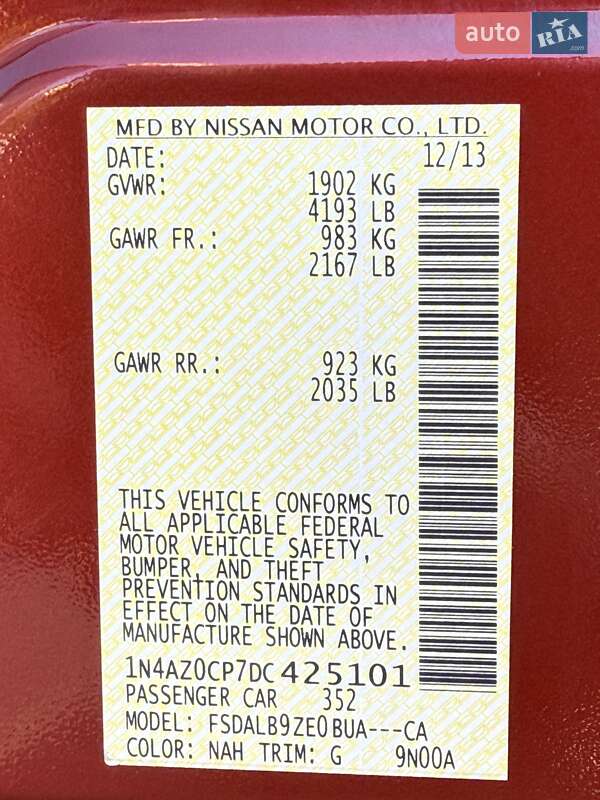 auto RIA .com
MFD BY NISSAN MOTOR CO., LTD.
DATE: 12/13
GVWR: 1902 KG
4193 LB
GAWR FR.: 983 KG
2167 LB
GAWR RR.: 923 KG
2035 LB
THIS VEHICLE CONFORMS TO
ALL APPLICABLE FEDERAL
MOTOR VEHICLE SAFETY,
BUMPER, AND THEFT
PREVENTION STANDARDS IN
EFFECT ON THE DATE OF
MANUFACTURE SHOWN ABOVE.
1N4AZ0CP7DC425101
PASSENGER CAR 352
MODEL: FSDALB9ZE0BUA---CA
COLOR: NAH TRIM: G 9N00A